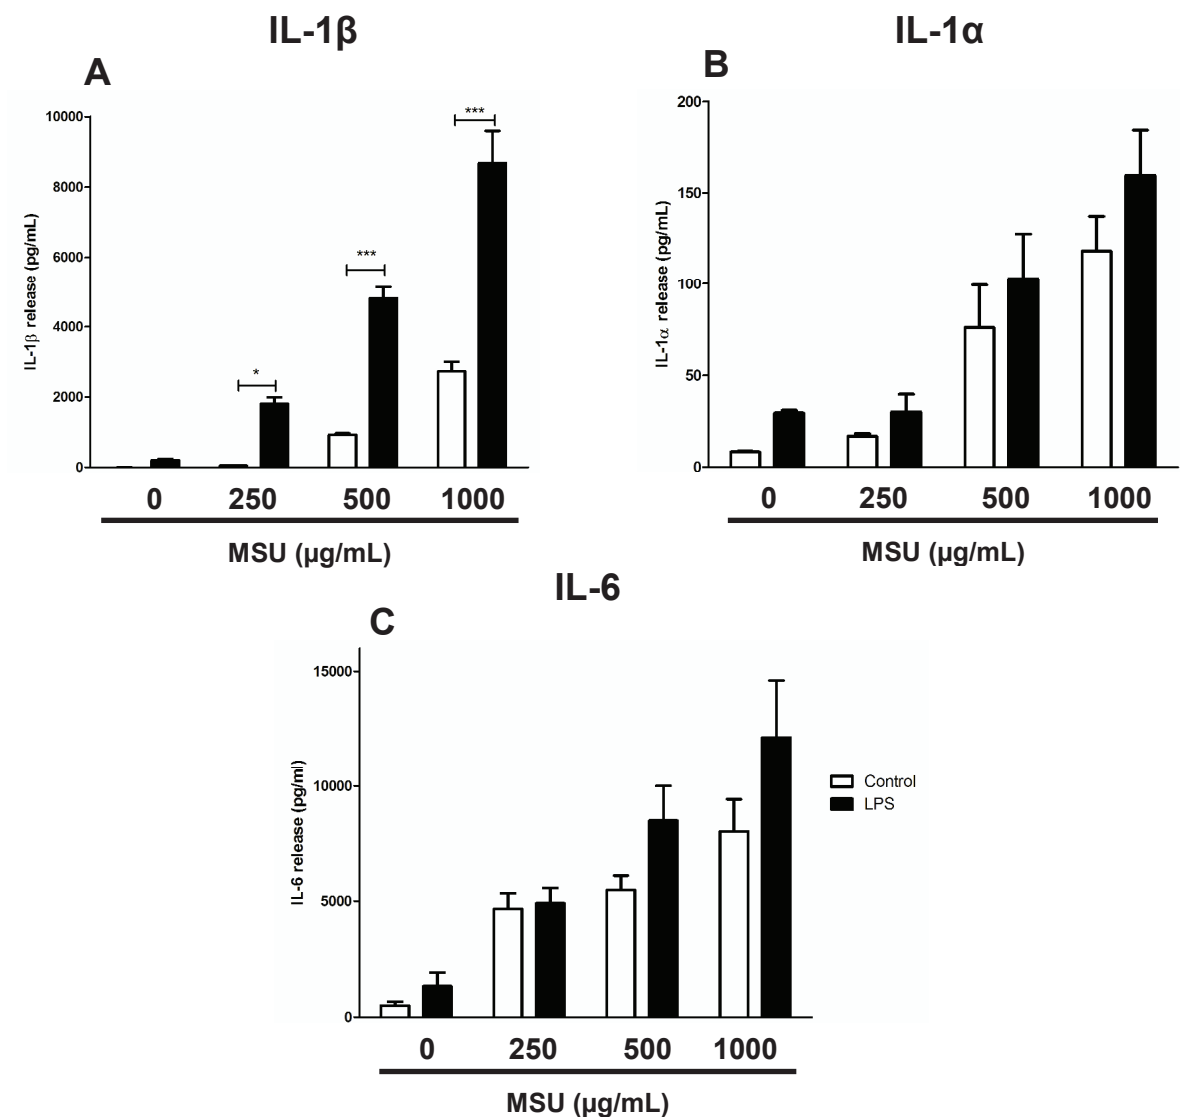 IL-1β
IL-1α
A
B
IL-1β release (pg/mL)
10000
8000
6000
4000
2000
0
*
***
***
0 250 500 1000
MSU (µg/mL)
IL-1α release (pg/mL)
200
150
100
50
0
0 250 500 1000
MSU (µg/mL)
IL-6
C
IL-6 release (pg/ml)
15000
10000
5000
0
Control
LPS
0 250 500 1000
MSU (µg/mL)